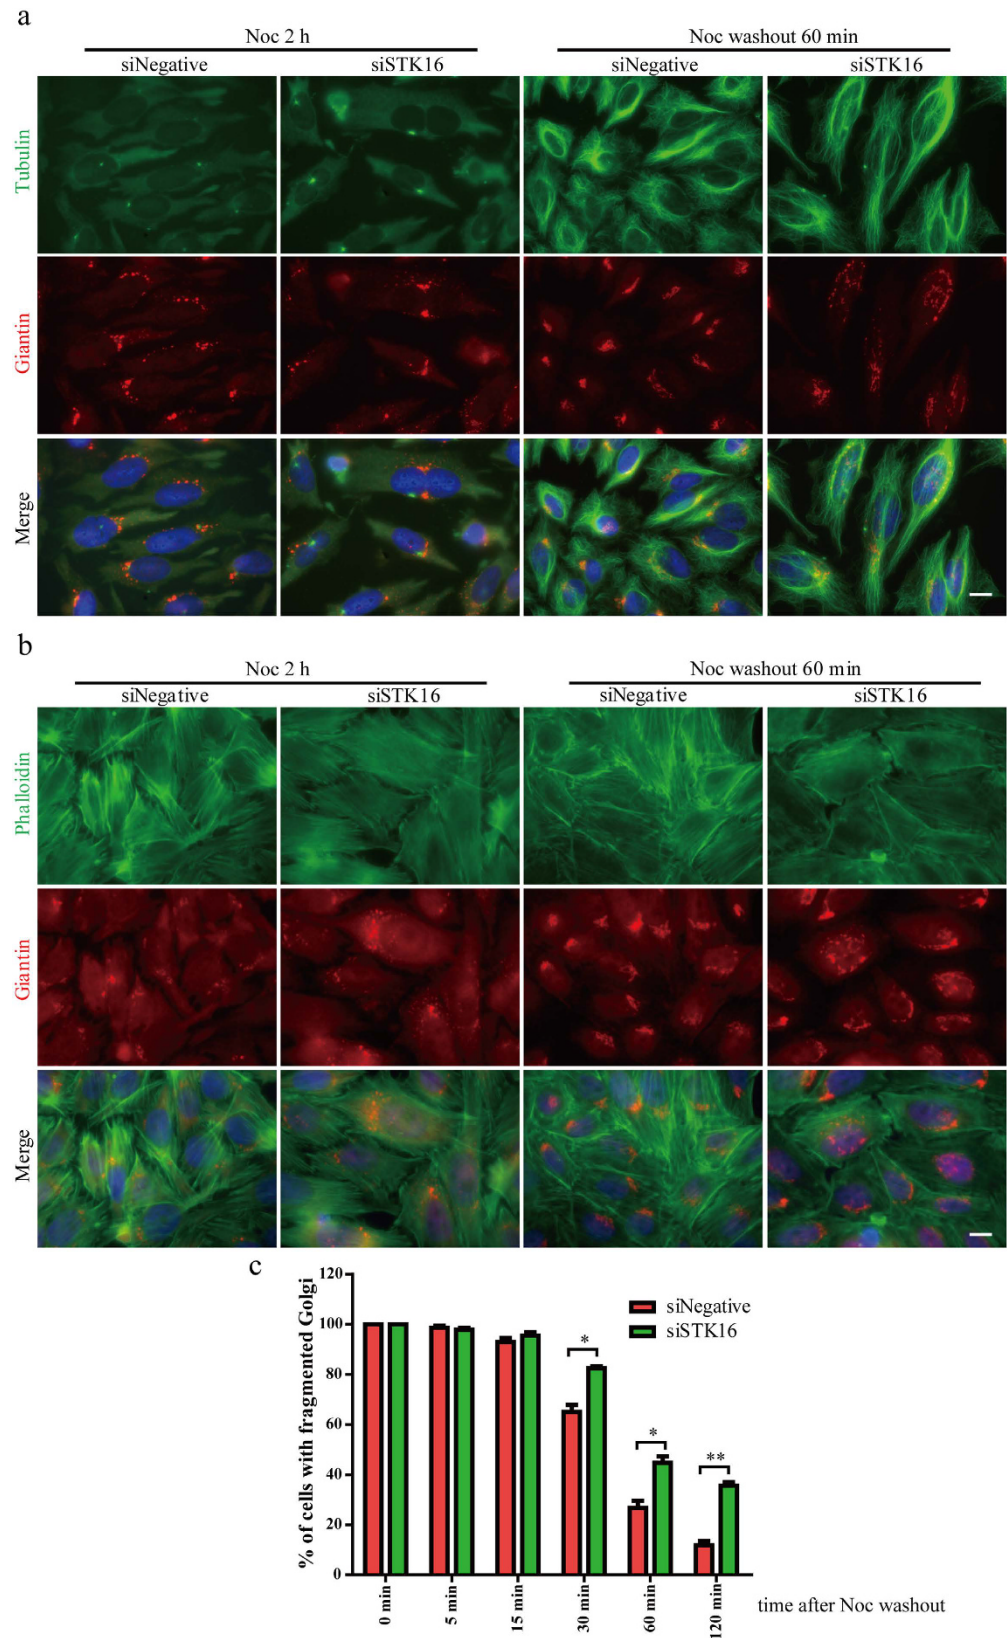 a
Noc 2 h
Noc washout 60 min
siNegative
siSTK16
siNegative
siSTK16
Tubulin
Giantin
Merge
b
Noc 2 h
Noc washout 60 min
siNegative
siSTK16
siNegative
siSTK16
Phalloidin
Giantin
Merge
c
% of cells with fragmented Golgi
120
100
80
60
40
20
0
siNegative
siSTK16
*
*
**
0 min
5 min
15 min
30 min
60 min
120 min
time after Noc washout